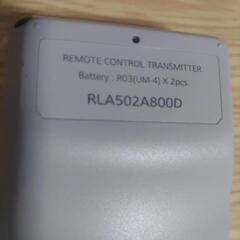 REMOTE CONTROL TRANSMITTER
Battery : R03(UM-4) X 2pcs.
RLA502A800D